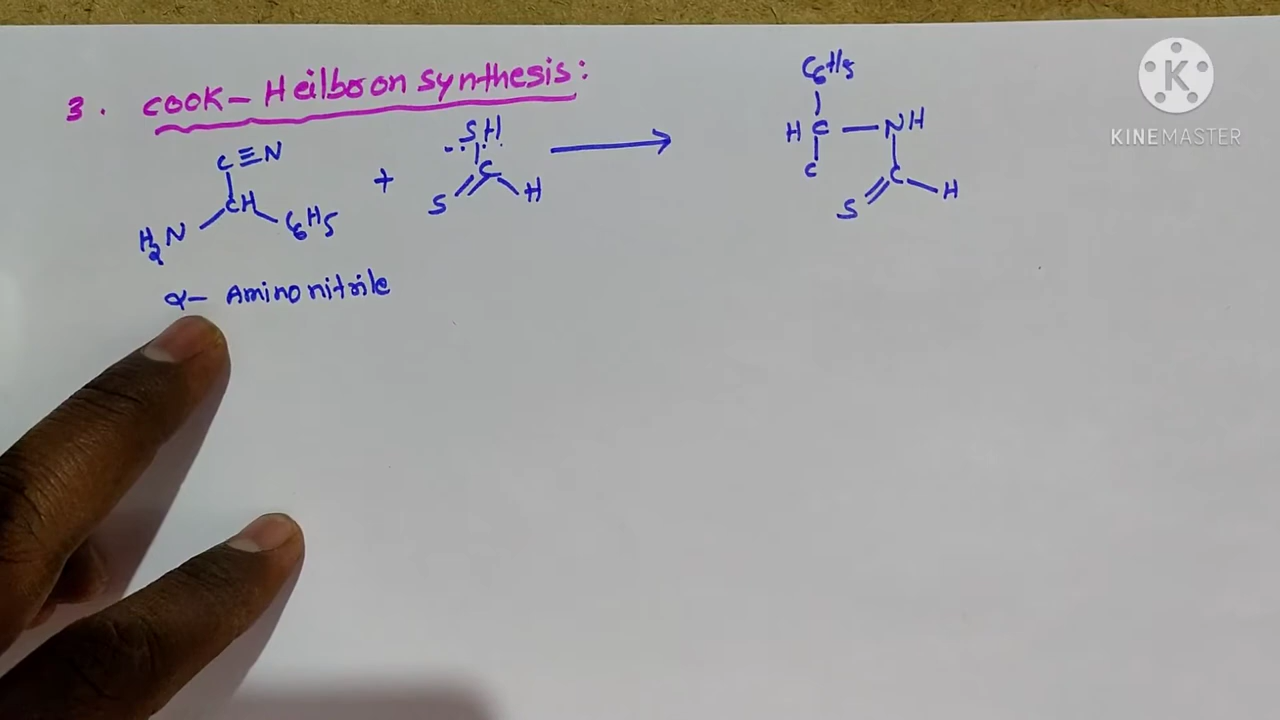 3. Cook-Heilbron synthesis:
C≡N
CH
H2N
C6H5
α- Aminonitrile
+
SH
C
S
H
C6H5
H C — NH
C
C
S
H
K
KINEMASTER